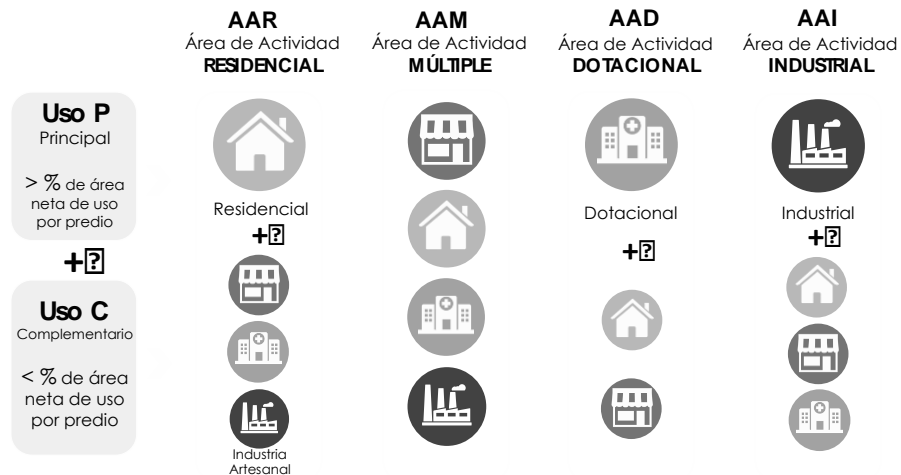 AAR
Área de Actividad
RESIDENCIAL
AAM
Área de Actividad
MÚLTIPLE
AAD
Área de Actividad
DOTACIONAL
AAI
Área de Actividad
INDUSTRIAL
Uso P
Principal
> % de área
neta de uso
por predio
+⍰
Uso C
Complementario
< % de área
neta de uso
por predio
Residencial
+⍰
Industria
Artesanal
Dotacional
+⍰
Industrial
+⍰